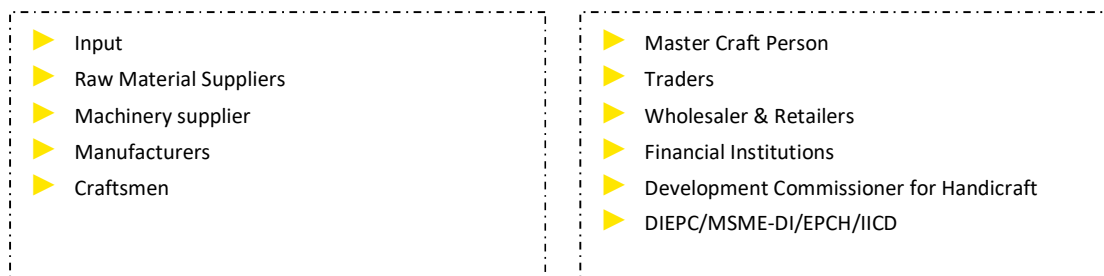 Input
Raw Material Suppliers
Machinery supplier
Manufacturers
Craftsmen
Master Craft Person
Traders
Wholesaler & Retailers
Financial Institutions
Development Commissioner for Handicraft
DIEPC/MSME-DI/EPCH/IICD